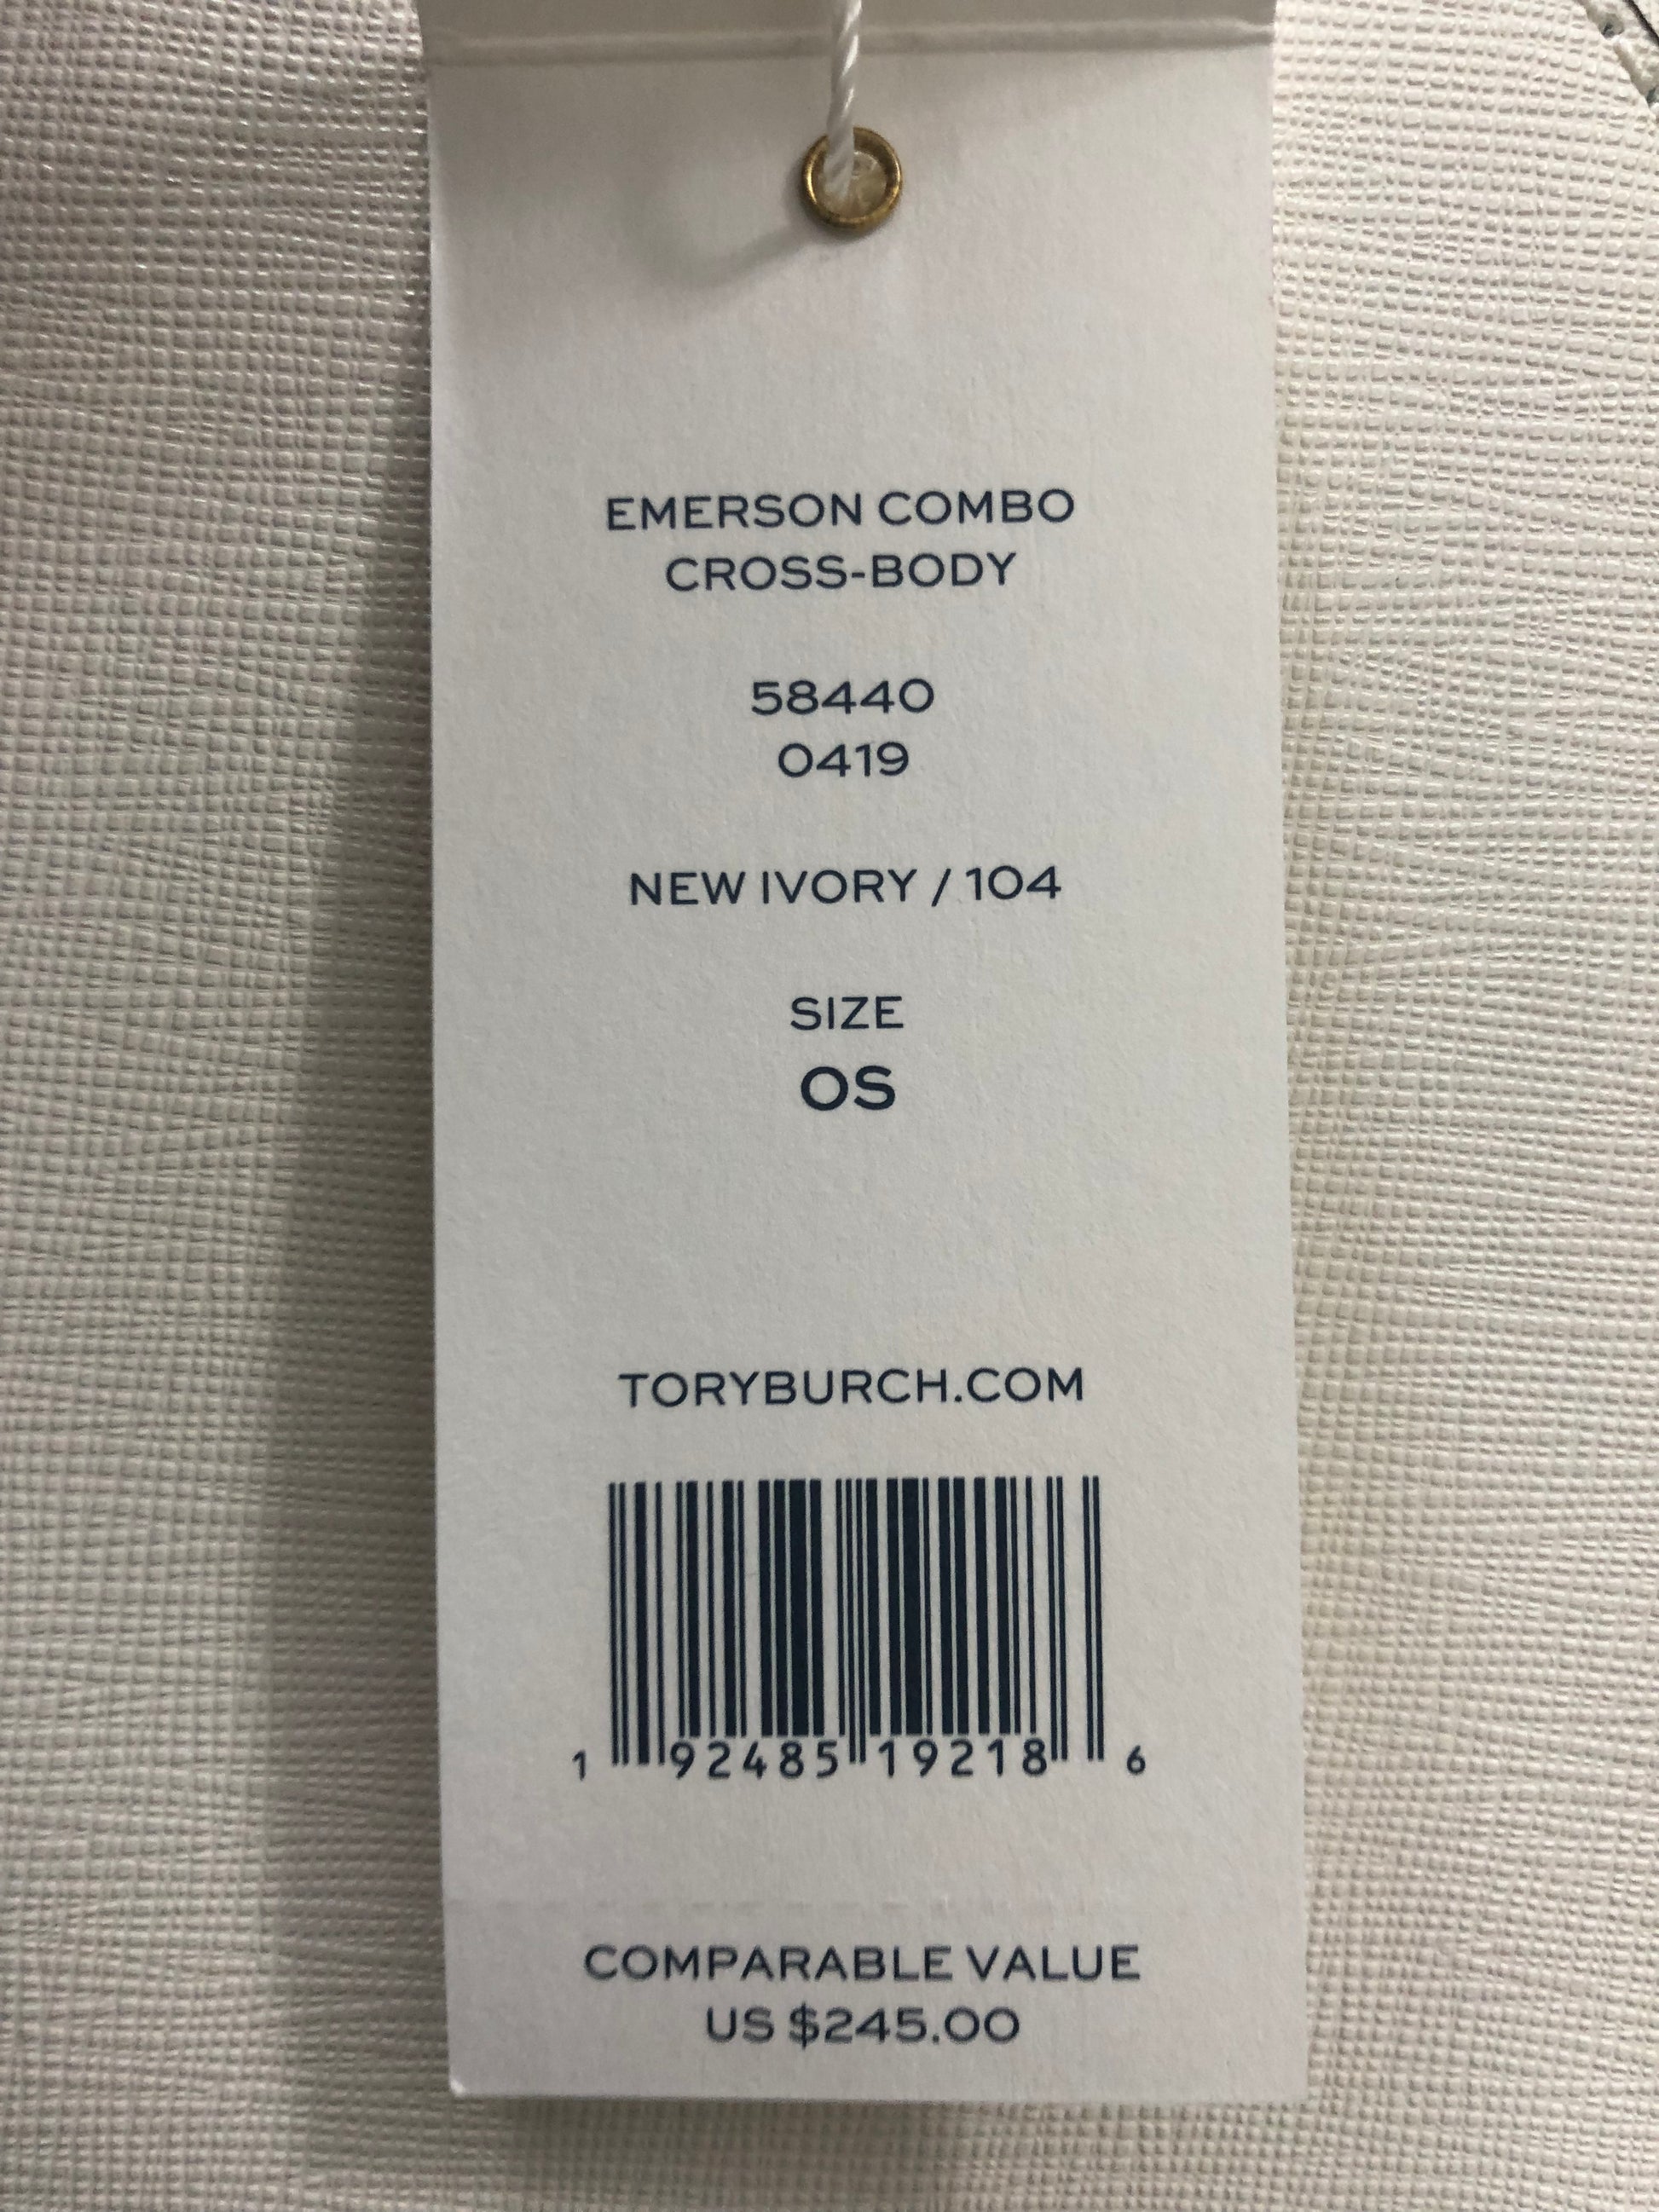 EMERSON COMBO
CROSS-BODY
58440
0419
NEW IVORY / 104
SIZE
OS
TORYBURCH.COM
1 92485 19218 6
COMPARABLE VALUE
US $245.00